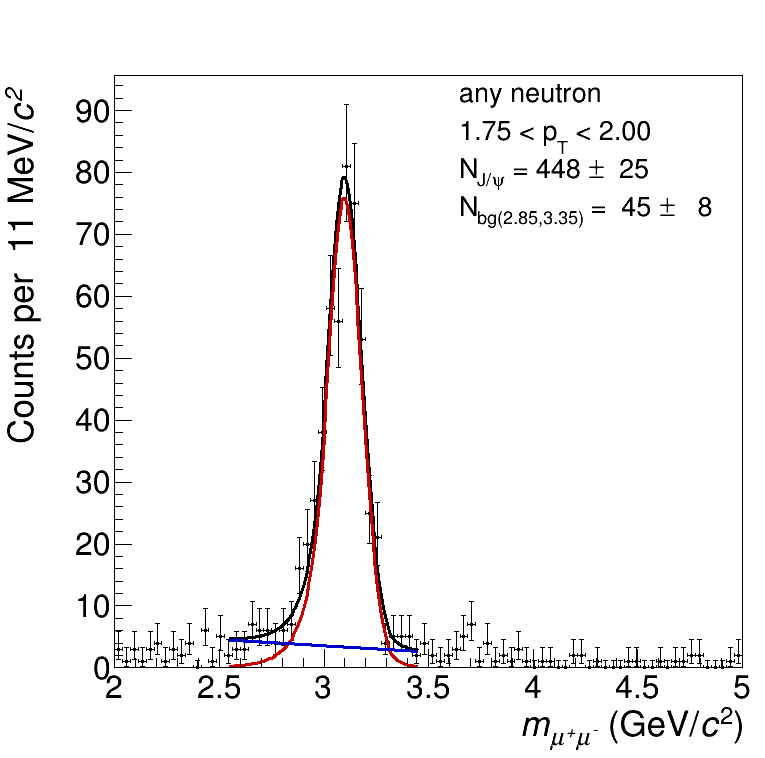 any neutron
1.75 < p_T < 2.00
N_J/ψ = 448 ± 25
N_bg(2.85,3.35) = 45 ± 8
Counts per 11 MeV/c²
90
80
70
60
50
40
30
20
10
0
2 2.5 3 3.5 4 4.5 5
m_μ⁺μ⁻ (GeV/c²)